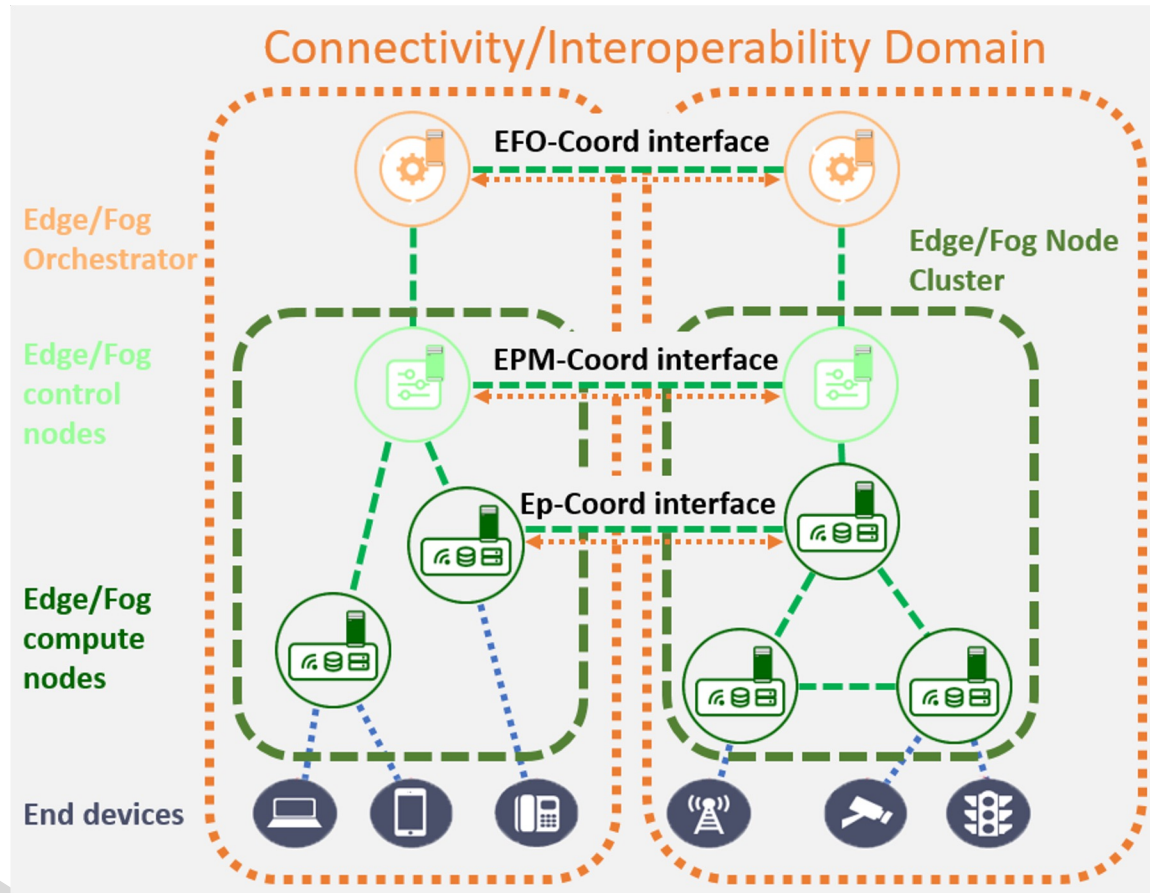 Connectivity/Interoperability Domain
EFO-Coord interface
Edge/Fog
Orchestrator
Edge/Fog Node
Cluster
Edge/Fog
control
nodes
EPM-Coord interface
Ep-Coord interface
Edge/Fog
compute
nodes
End devices